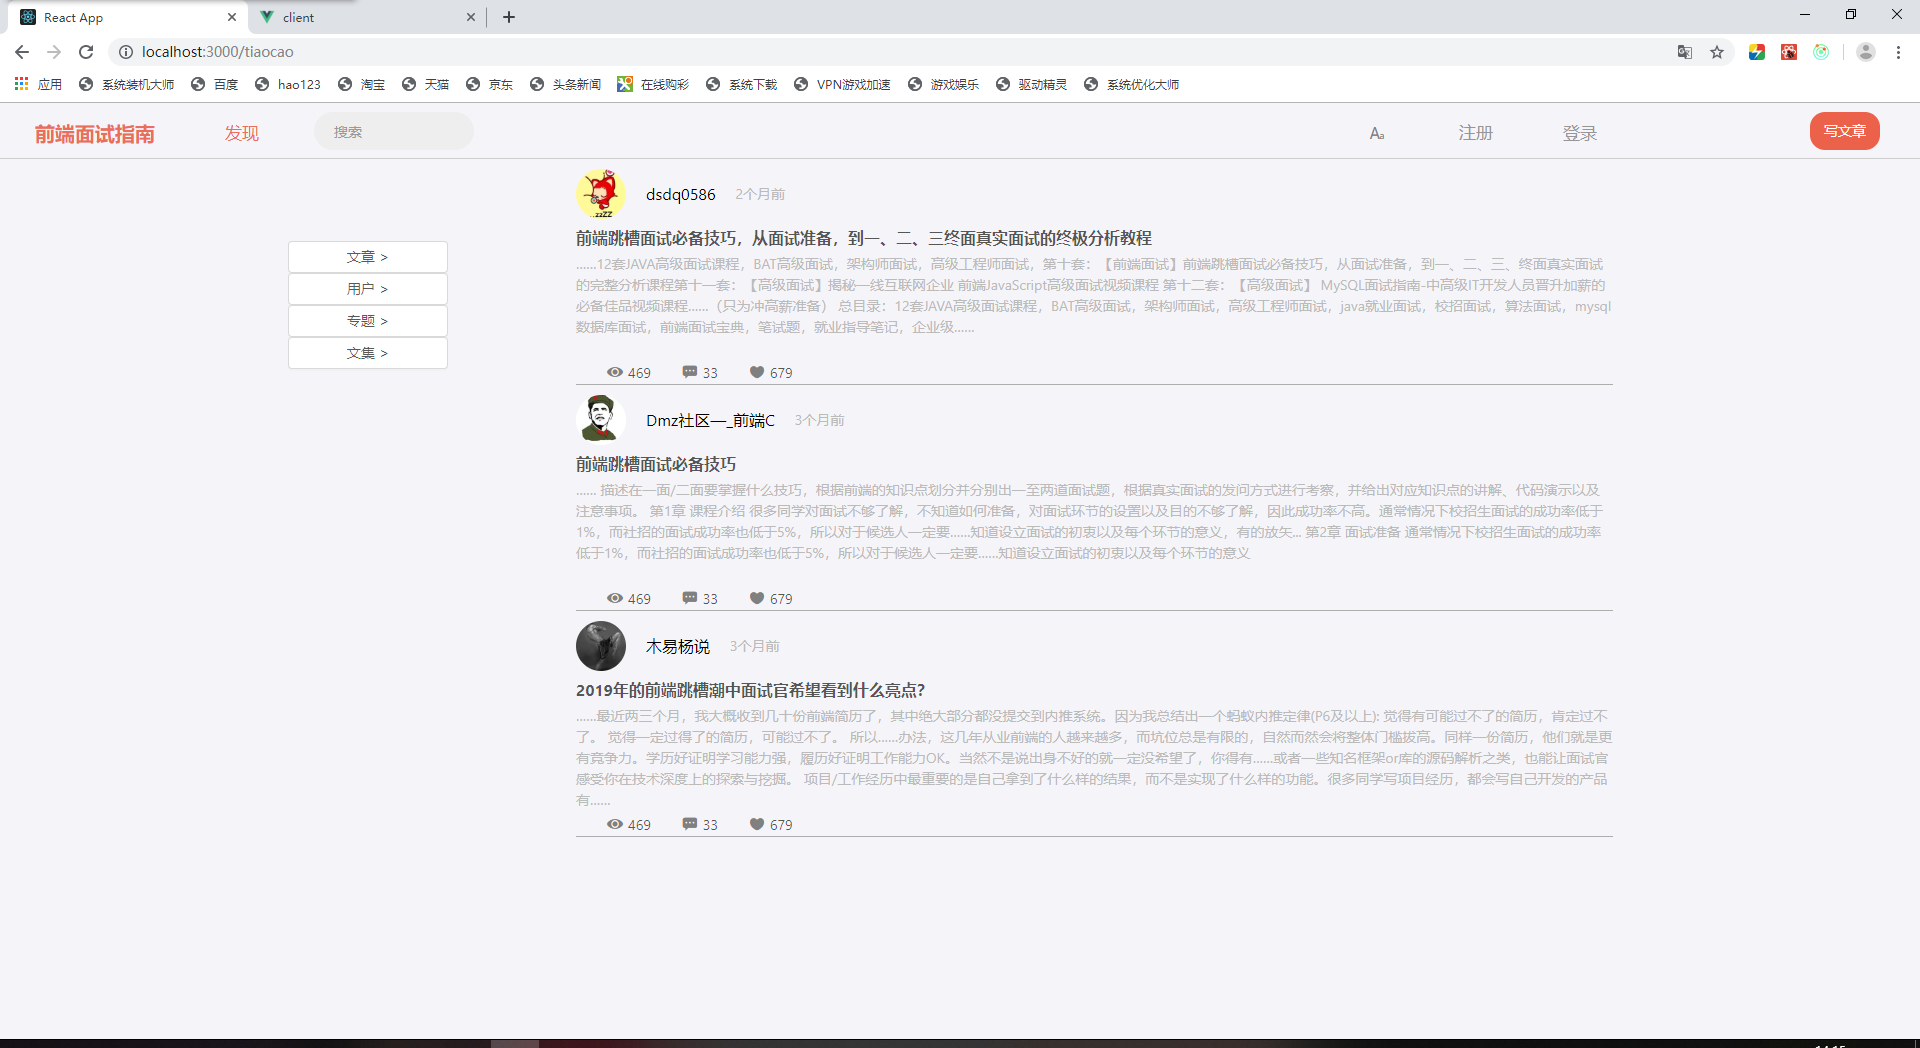 React App
client
localhost:3000/tiaocao
应用
系统装机大师
百度
hao123
淘宝
天猫
京东
头条新闻
在线购彩
系统下载
VPN游戏加速
游戏娱乐
驱动精灵
系统优化大师
前端面试指南
发现
搜索
Aa
注册
登录
写文章
文章 >
用户 >
专题 >
文集 >
dsdq0586 2个月前
前端跳槽面试必备技巧，从面试准备，到一、二、三终面真实面试的终极分析教程
......12套JAVA高级面试课程，BAT高级面试，架构师面试，高级工程师面试，第十套：【前端面试】前端跳槽面试必备技巧，从面试准备，到一、二、三、终面真实面试
的完整分析课程第十一套：【高级面试】揭秘一线互联网企业 前端JavaScript高级面试视频课程 第十二套：【高级面试】 MySQL面试指南-中高级IT开发人员晋升加薪的
必备佳品视频课程......（只为冲高薪准备） 总目录：12套JAVA高级面试课程，BAT高级面试，架构师面试，高级工程师面试，java就业面试，校招面试，算法面试，mysql
数据库面试，前端面试宝典，笔试题，就业指导笔记，企业级......
469 33 679
Dmz社区—_前端C 3个月前
前端跳槽面试必备技巧
...... 描述在一面/二面要掌握什么技巧，根据前端的知识点划分并分别出一至两道面试题，根据真实面试的发问方式进行考察，并给出对应知识点的讲解、代码演示以及
注意事项。 第1章 课程介绍 很多同学对面试不够了解，不知道如何准备，对面试环节的设置以及目的不够了解，因此成功率不高。通常情况下校招生面试的成功率低于
1%，而社招的面试成功率也低于5%，所以对于候选人一定要......知道设立面试的初衷以及每个环节的意义，有的放矢... 第2章 面试准备 通常情况下校招生面试的成功率
低于1%，而社招的面试成功率也低于5%，所以对于候选人一定要......知道设立面试的初衷以及每个环节的意义
469 33 679
木易杨说 3个月前
2019年的前端跳槽潮中面试官希望看到什么亮点？
......最近两三个月，我大概收到几十份前端简历了，其中绝大部分都没提交到内推系统。因为我总结出一个蚂蚁内推定律(P6及以上): 觉得有可能过不了的简历，肯定过不
了。 觉得一定过得了的简历，可能过不了。 所以......办法，这几年从业前端的人越来越多，而坑位总是有限的，自然而然会将整体门槛拔高。同样一份简历，他们就是更
有竞争力。学历好证明学习能力强，履历好证明工作能力OK。当然不是说出身不好的就一定没希望了，你得有......或者一些知名框架or库的源码解析之类，也能让面试官
感受你在技术深度上的探索与挖掘。 项目/工作经历中最重要的是自己拿到了什么样的结果，而不是实现了什么样的功能。很多同学写项目经历，都会写自己开发的产品
有......
469 33 679